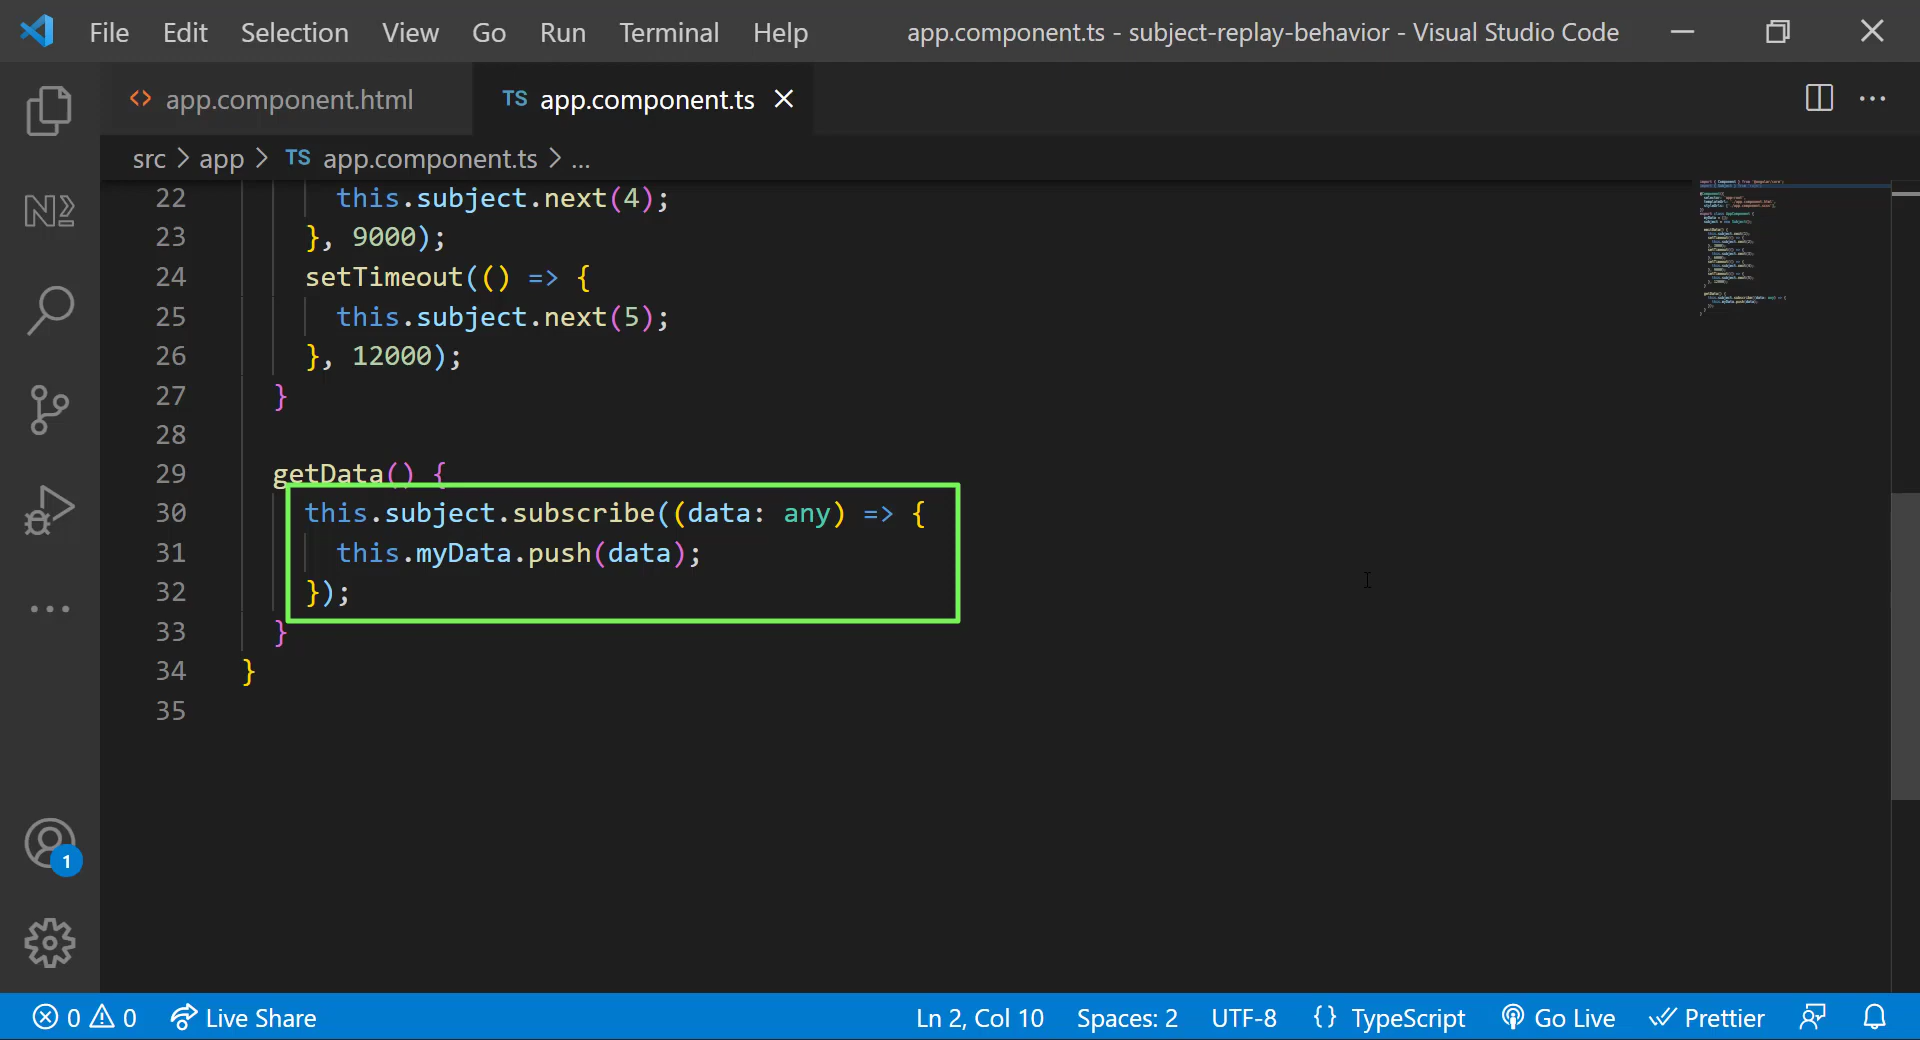 File Edit Selection View Go Run Terminal Help app.component.ts - subject-replay-behavior - Visual Studio Code
app.component.html TS app.component.ts
src > app > TS app.component.ts > ...
22 this.subject.next(4);
23 }, 9000);
24 setTimeout(() => {
25 this.subject.next(5);
26 }, 12000);
27 }
28
29 getData() {
30 this.subject.subscribe((data: any) => {
31 this.myData.push(data);
32 });
33 }
34 }
35
1
0 0 Live Share Ln 2, Col 10 Spaces: 2 UTF-8 {} TypeScript Go Live Prettier